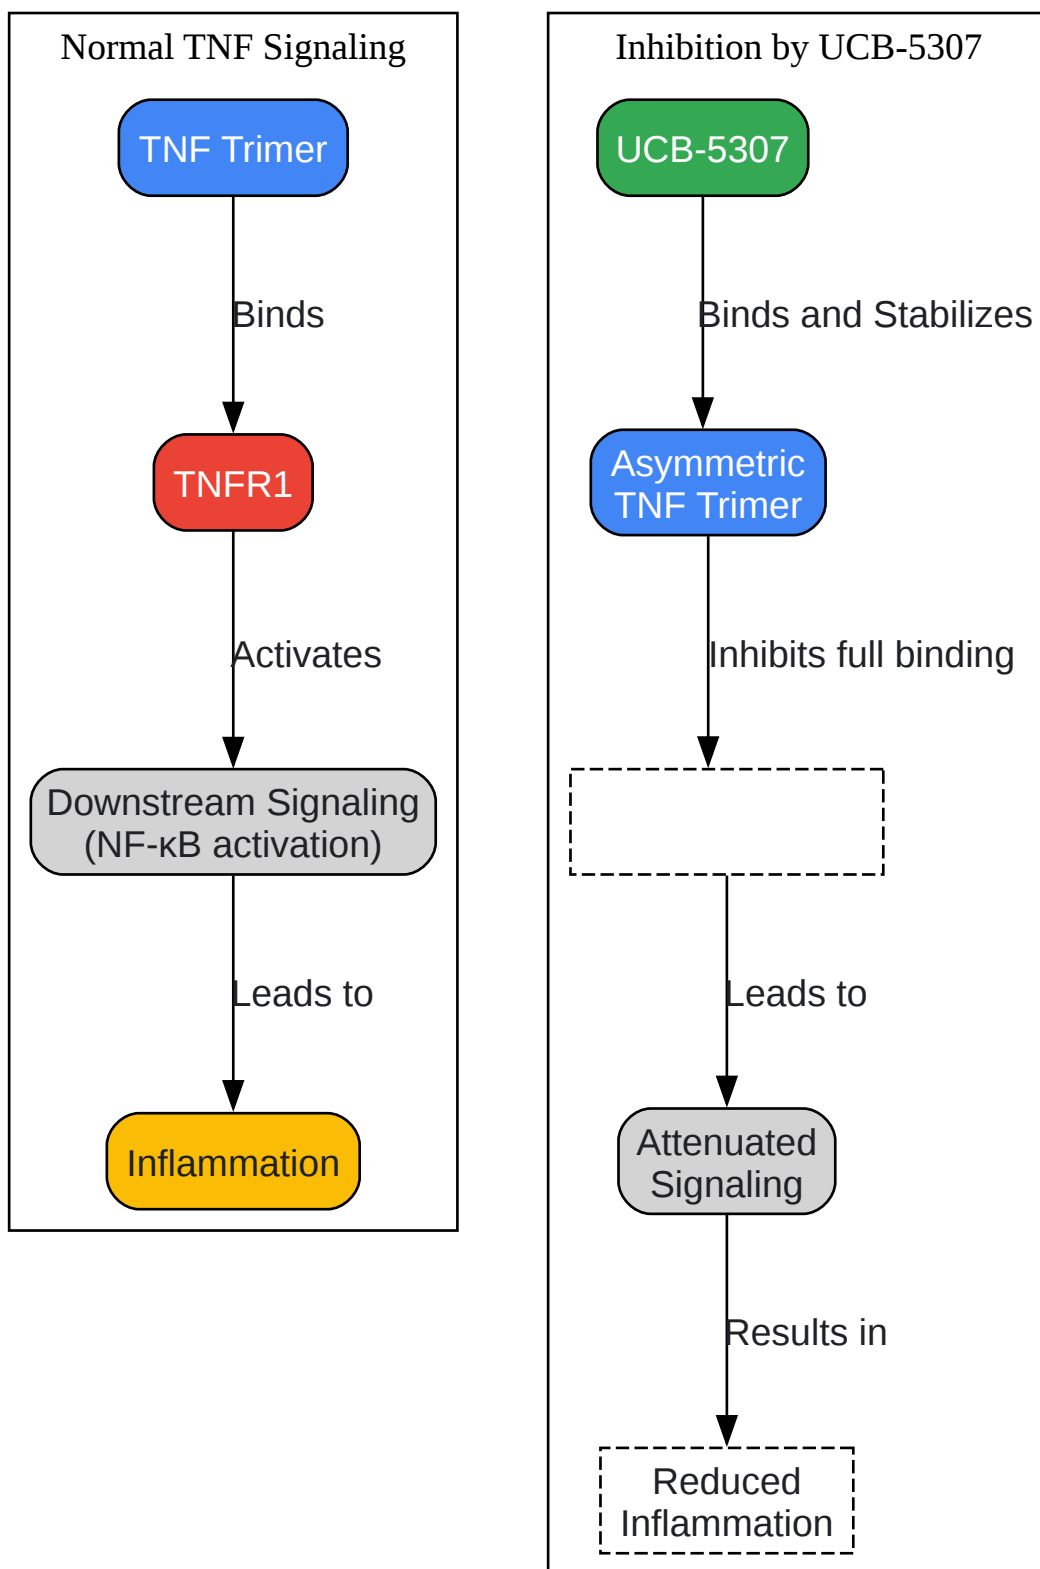 Normal TNF Signaling
TNF Trimer
Binds
TNFR1
Activates
Downstream Signaling
(NF-κB activation)
Leads to
Inflammation
Inhibition by UCB-5307
UCB-5307
Binds and Stabilizes
Asymmetric
TNF Trimer
Inhibits full binding
Leads to
Attenuated
Signaling
Results in
Reduced
Inflammation